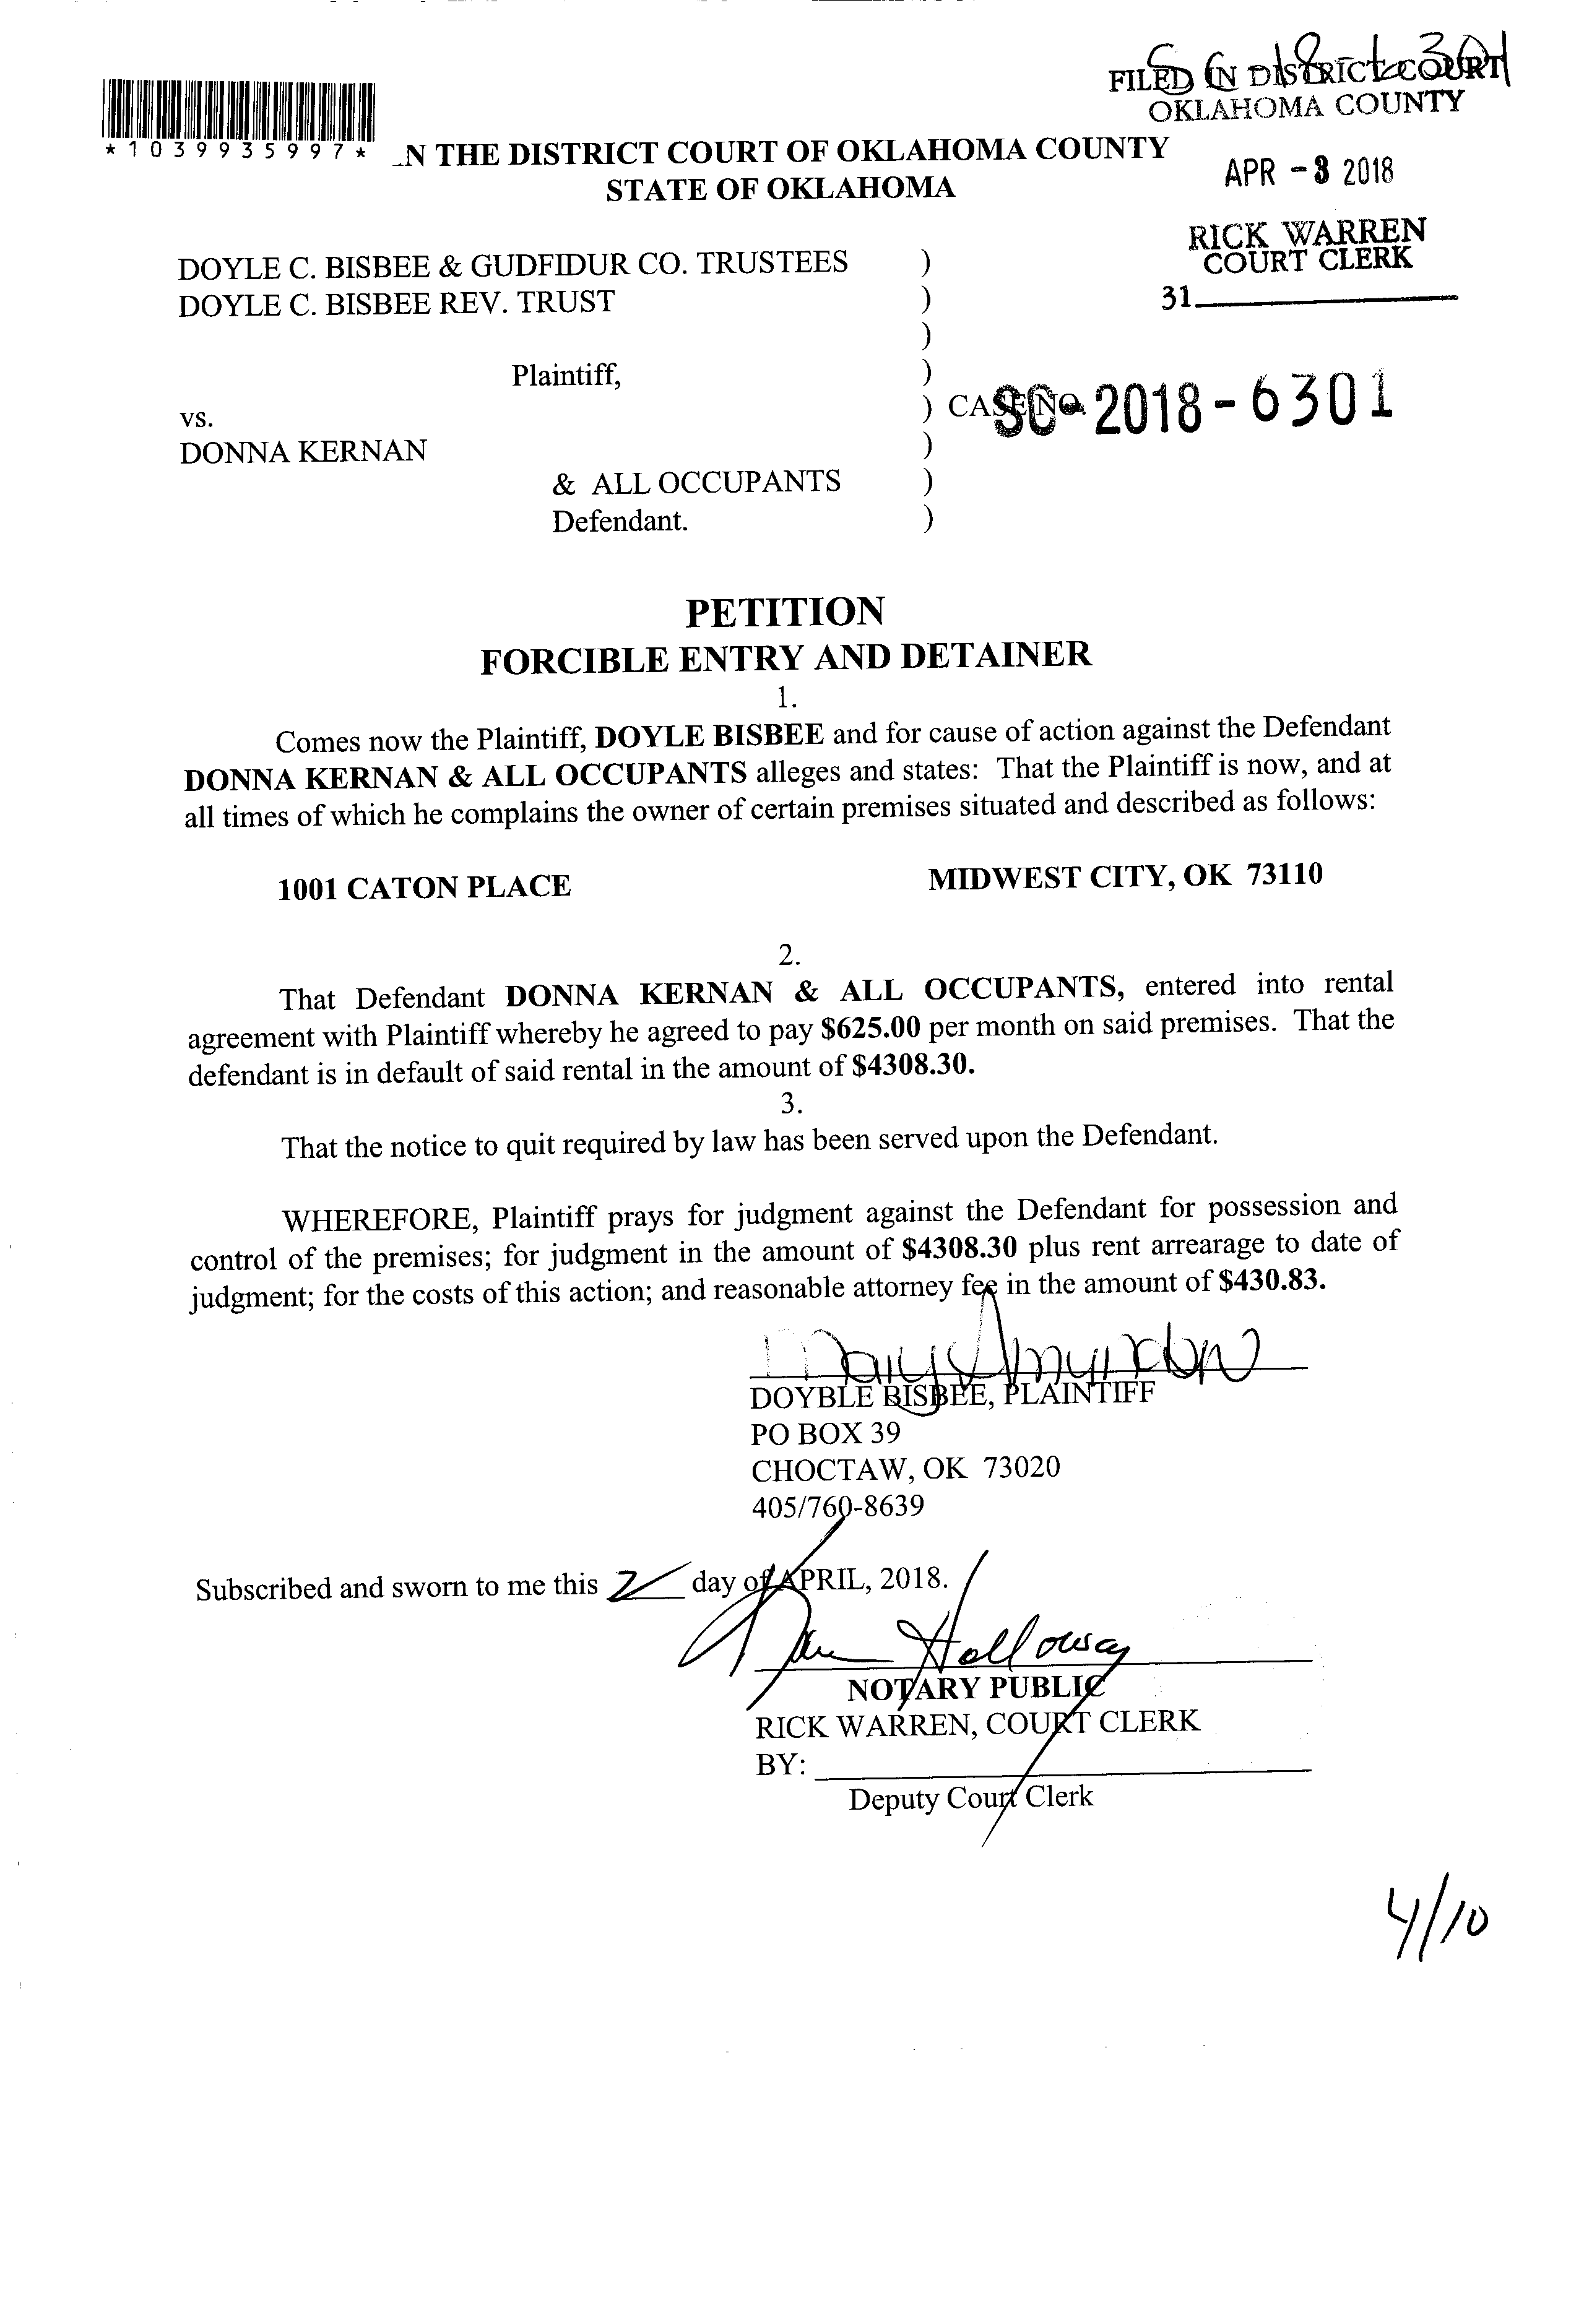 SC 18 6301
FILED IN DISTRICT COURT
OKLAHOMA COUNTY
*1039935997*
N THE DISTRICT COURT OF OKLAHOMA COUNTY
STATE OF OKLAHOMA
APR -3 2018
RICK WARREN
COURT CLERK
31
DOYLE C. BISBEE & GUDFIDUR CO. TRUSTEES )
DOYLE C. BISBEE REV. TRUST )
)
Plaintiff, )
vs. ) CASE NO. SC-2018-6301
DONNA KERNAN )
& ALL OCCUPANTS )
Defendant. )
PETITION
FORCIBLE ENTRY AND DETAINER
1.
Comes now the Plaintiff, DOYLE BISBEE and for cause of action against the Defendant
DONNA KERNAN & ALL OCCUPANTS alleges and states: That the Plaintiff is now, and at
all times of which he complains the owner of certain premises situated and described as follows:
1001 CATON PLACE MIDWEST CITY, OK 73110
2.
That Defendant DONNA KERNAN & ALL OCCUPANTS, entered into rental
agreement with Plaintiff whereby he agreed to pay $625.00 per month on said premises. That the
defendant is in default of said rental in the amount of $4308.30.
3.
That the notice to quit required by law has been served upon the Defendant.
WHEREFORE, Plaintiff prays for judgment against the Defendant for possession and
control of the premises; for judgment in the amount of $4308.30 plus rent arrearage to date of
judgment; for the costs of this action; and reasonable attorney fee in the amount of $430.83.
DOYBLE BISBEE, PLAINTIFF
PO BOX 39
CHOCTAW, OK 73020
405/760-8639
Subscribed and sworn to me this 2 day of APRIL, 2018.
Holloway
NOTARY PUBLIC
RICK WARREN, COURT CLERK
BY:
Deputy Court Clerk
4/10